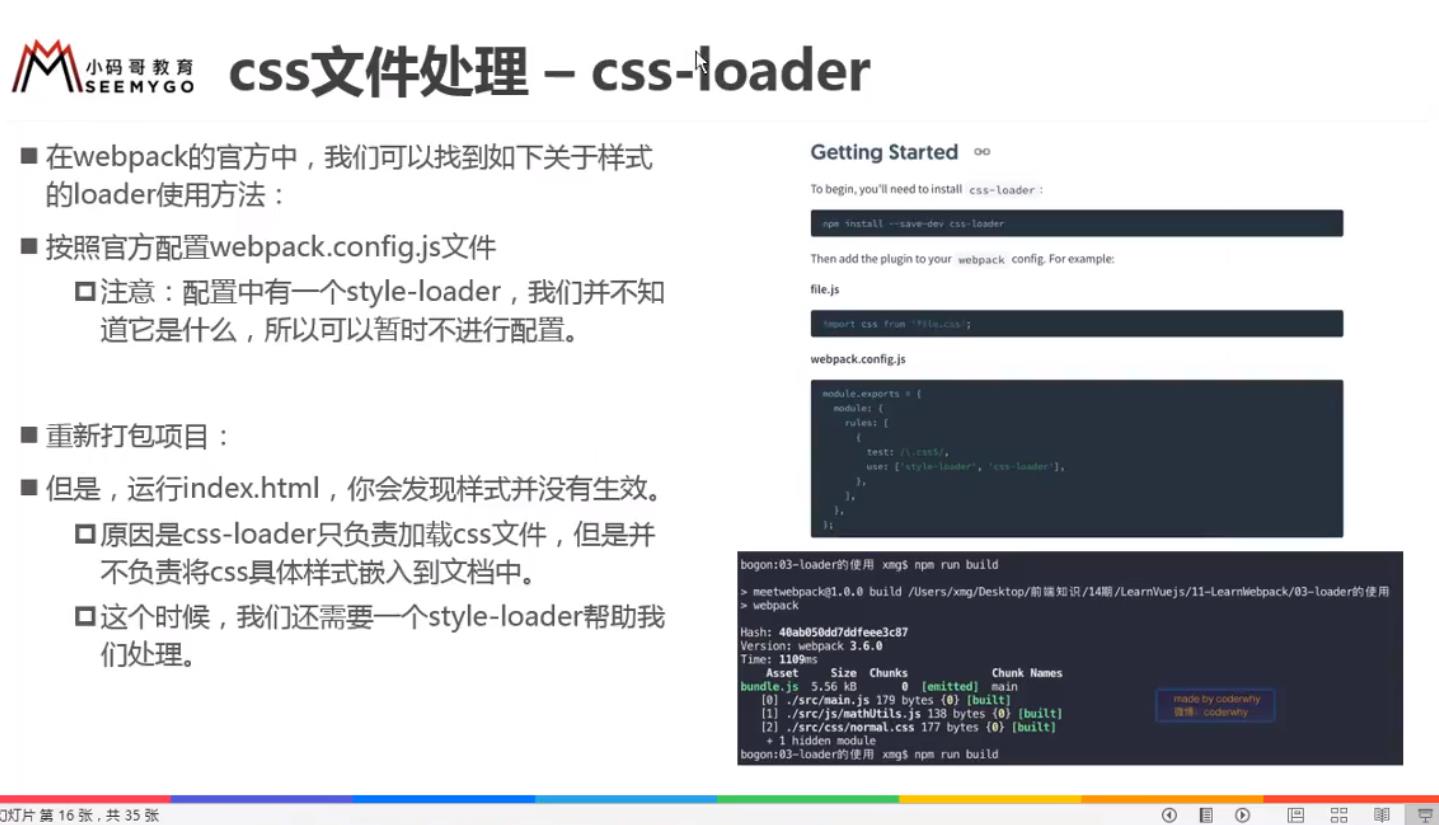 小码哥教育
SEEMYGO
css文件处理 – css-loader
在webpack的官方中，我们可以找到如下关于样式
的loader使用方法：
按照官方配置webpack.config.js文件
注意：配置中有一个style-loader，我们并不知
道它是什么，所以可以暂时不进行配置。
重新打包项目：
但是，运行index.html，你会发现样式并没有生效。
原因是css-loader只负责加载css文件，但是并
不负责将css具体样式嵌入到文档中。
这个时候，我们还需要一个style-loader帮助我
们处理。
Getting Started
To begin, you'll need to install css-loader :
npm install --save-dev css-loader
Then add the plugin to your webpack config. For example:
file.js
import css from 'file.css';
webpack.config.js
module.exports = {
module: {
rules: [
{
test: /\.css$/,
use: ['style-loader', 'css-loader'],
},
],
},
};
bogon:03-loader的使用 xmg$ npm run build
> meetwebpack@1.0.0 build /Users/xmg/Desktop/前端知识/14期/LearnVuejs/11-LearnWebpack/03-loader的使用
> webpack
Hash: 40ab050dd7ddfeee3c87
Version: webpack 3.6.0
Time: 1109ms
Asset Size Chunks Chunk Names
bundle.js 5.56 kB 0 [emitted] main
[0] ./src/main.js 179 bytes {0} [built]
[1] ./src/js/mathUtils.js 138 bytes {0} [built]
[2] ./src/css/normal.css 177 bytes {0} [built]
+ 1 hidden module
bogon:03-loader的使用 xmg$ npm run build
made by coderwhy
微博：coderwhy
幻灯片 第 16 张，共 35 张